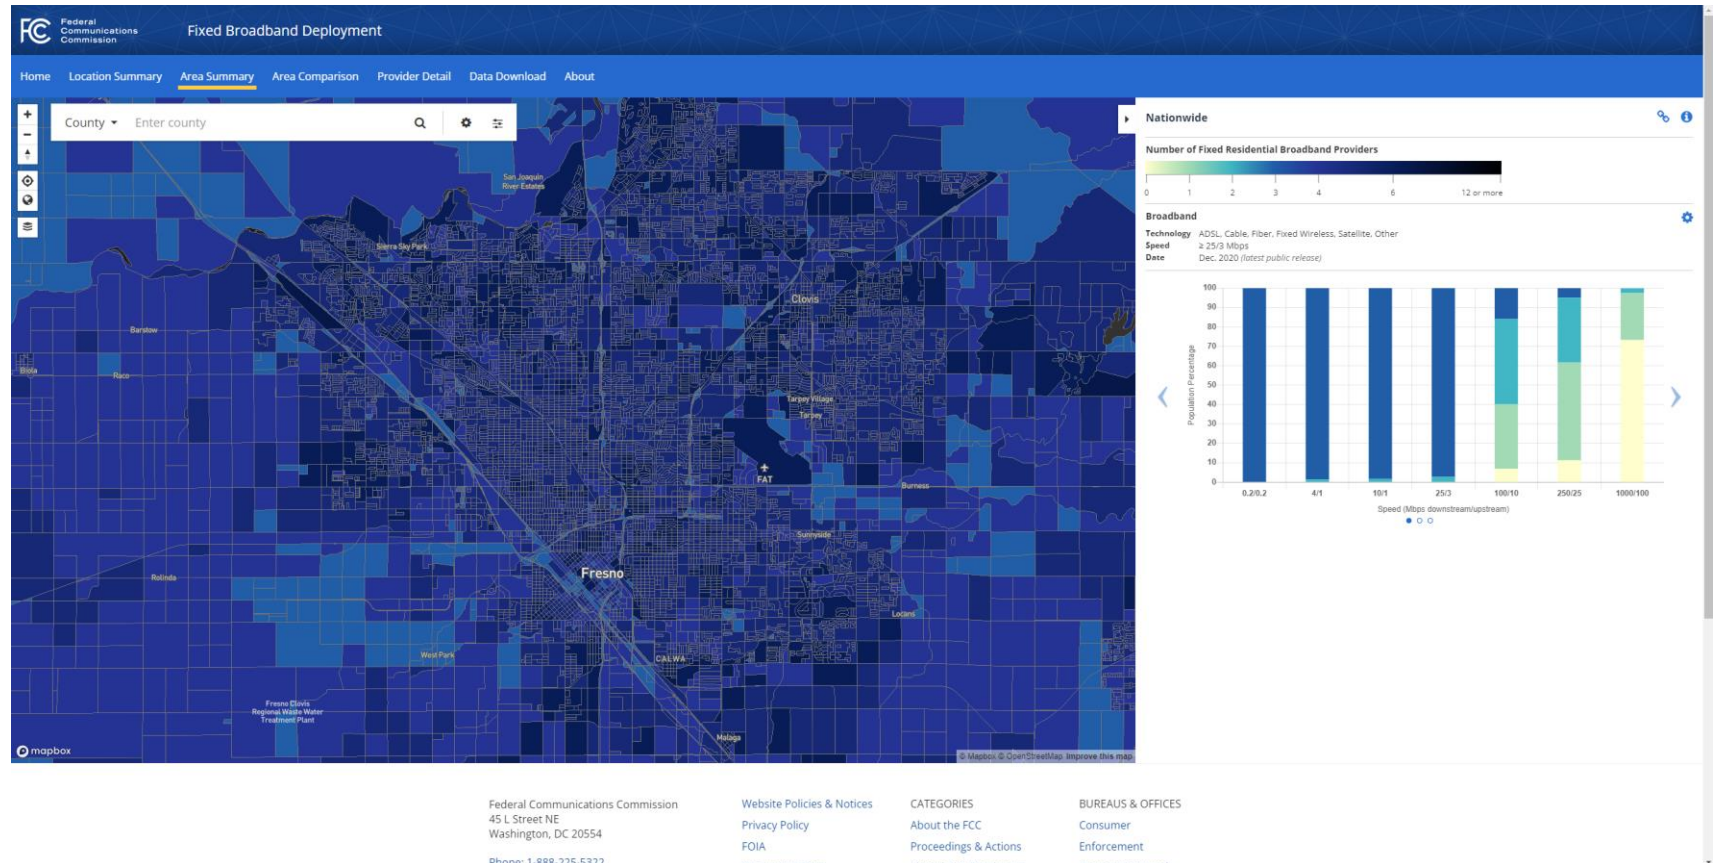 Federal
Communications
Commission
Fixed Broadband Deployment
Home Location Summary Area Summary Area Comparison Provider Detail Data Download About
County Enter county
San Joaquin
River Estates
Sierra Sky Park
Clovis
Barstow
Biola
Raco
Tarpey Village
Tarpey
FAT
Burness
Sunnyside
Fresno
Rolinda
Locans
West Park
CALWA
Fresno Clovis
Regional Waste Water
Treatment Plant
Malaga
mapbox
© Mapbox © OpenStreetMap Improve this map
Nationwide
Number of Fixed Residential Broadband Providers
0 1 2 3 4 6 12 or more
Broadband
Technology ADSL, Cable, Fiber, Fixed Wireless, Satellite, Other
Speed ≥ 25/3 Mbps
Date Dec. 2020 (latest public release)
100
90
80
70
60
50
40
30
20
10
0
Population Percentage
0.2/0.2 4/1 10/1 25/3 100/10 250/25 1000/100
Speed (Mbps downstream/upstream)
Federal Communications Commission
45 L Street NE
Washington, DC 20554
Phone: 1-888-225-5322
Website Policies & Notices
Privacy Policy
FOIA
CATEGORIES
About the FCC
Proceedings & Actions
BUREAUS & OFFICES
Consumer
Enforcement